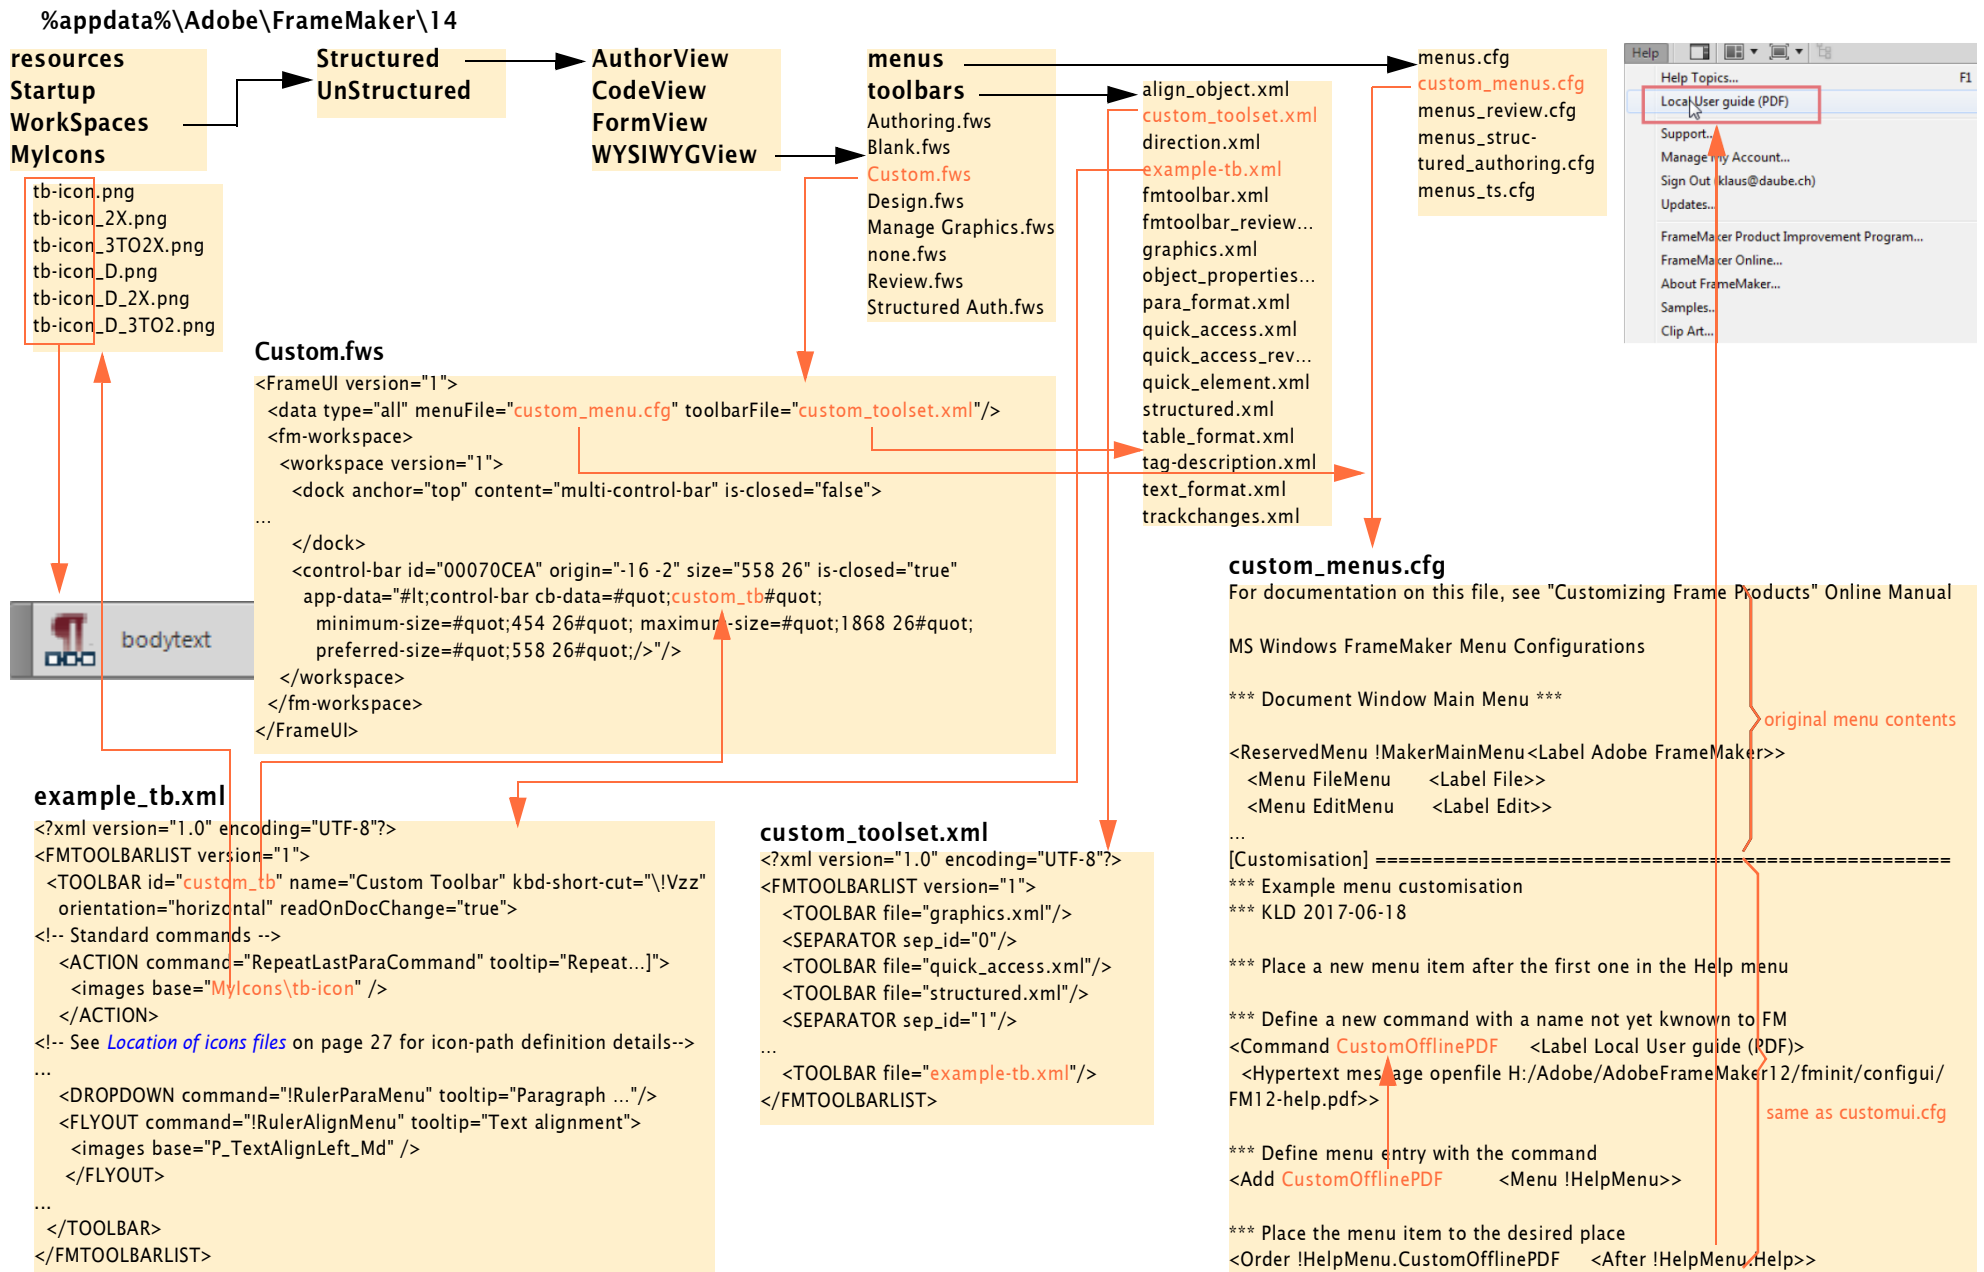 %appdata%\Adobe\FrameMaker\14
resources
Startup
WorkSpaces
MyIcons
Structured
UnStructured
AuthorView
CodeView
FormView
WYSIWYGView
menus
toolbars
Authoring.fws
Blank.fws
Custom.fws
Design.fws
Manage Graphics.fws
none.fws
Review.fws
Structured Auth.fws
align_object.xml
custom_toolset.xml
direction.xml
example-tb.xml
fmtoolbar.xml
fmtoolbar_review...
graphics.xml
object_properties...
para_format.xml
quick_access.xml
quick_access_rev...
quick_element.xml
structured.xml
table_format.xml
tag-description.xml
text_format.xml
trackchanges.xml
menus.cfg
custom_menus.cfg
menus_review.cfg
menus_struc-
tured_authoring.cfg
menus_ts.cfg
Help
Help Topics... F1
Local User guide (PDF)
Support...
Manage My Account...
Sign Out (klaus@daube.ch)
Updates...
FrameMaker Product Improvement Program...
FrameMaker Online...
About FrameMaker...
Samples...
Clip Art...
tb-icon.png
tb-icon_2X.png
tb-icon_3TO2X.png
tb-icon_D.png
tb-icon_D_2X.png
tb-icon_D_3TO2.png
bodytext
Custom.fws
<FrameUI version="1">
<data type="all" menuFile="custom_menu.cfg" toolbarFile="custom_toolset.xml"/>
<fm-workspace>
<workspace version="1">
<dock anchor="top" content="multi-control-bar" is-closed="false">
...
</dock>
<control-bar id="00070CEA" origin="-16 -2" size="558 26" is-closed="true"
app-data="#lt;control-bar cb-data=#quot;custom_tb#quot;
minimum-size=#quot;454 26#quot; maximum-size=#quot;1868 26#quot;
preferred-size=#quot;558 26#quot;/>"/>
</workspace>
</fm-workspace>
</FrameUI>
example_tb.xml
<?xml version="1.0" encoding="UTF-8"?>
<FMTOOLBARLIST version="1">
<TOOLBAR id="custom_tb" name="Custom Toolbar" kbd-short-cut="\!Vzz"
orientation="horizontal" readOnDocChange="true">
<!-- Standard commands -->
<ACTION command="RepeatLastParaCommand" tooltip="Repeat...]">
<images base="MyIcons\tb-icon" />
</ACTION>
<!-- See Location of icons files on page 27 for icon-path definition details-->
...
<DROPDOWN command="!RulerParaMenu" tooltip="Paragraph ..."/>
<FLYOUT command="!RulerAlignMenu" tooltip="Text alignment">
<images base="P_TextAlignLeft_Md" />
</FLYOUT>
...
</TOOLBAR>
</FMTOOLBARLIST>
custom_toolset.xml
<?xml version="1.0" encoding="UTF-8"?>
<FMTOOLBARLIST version="1">
<TOOLBAR file="graphics.xml"/>
<SEPARATOR sep_id="0"/>
<TOOLBAR file="quick_access.xml"/>
<TOOLBAR file="structured.xml"/>
<SEPARATOR sep_id="1"/>
...
<TOOLBAR file="example-tb.xml"/>
</FMTOOLBARLIST>
custom_menus.cfg
For documentation on this file, see "Customizing Frame Products" Online Manual
MS Windows FrameMaker Menu Configurations
*** Document Window Main Menu ***
original menu contents
<ReservedMenu !MakerMainMenu<Label Adobe FrameMaker>>
<Menu FileMenu <Label File>>
<Menu EditMenu <Label Edit>>
...
[Customisation] ==================================================
*** Example menu customisation
*** KLD 2017-06-18
*** Place a new menu item after the first one in the Help menu
*** Define a new command with a name not yet kwnown to FM
<Command CustomOfflinePDF <Label Local User guide (PDF)>
<Hypertext message openfile H:/Adobe/AdobeFrameMaker12/fminit/configui/
FM12-help.pdf>>
same as customui.cfg
*** Define menu entry with the command
<Add CustomOfflinePDF <Menu !HelpMenu>>
*** Place the menu item to the desired place
<Order !HelpMenu.CustomOfflinePDF <After !HelpMenu.Help>>